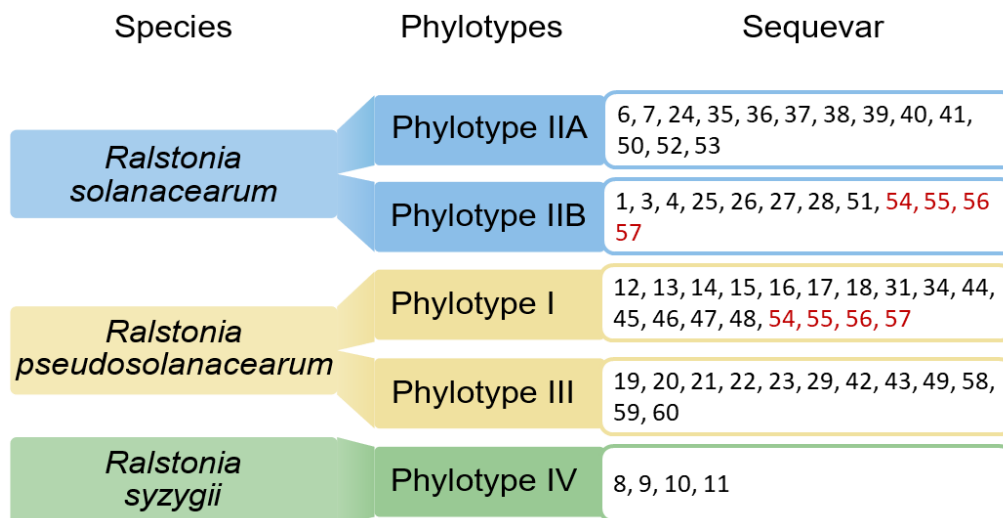 Species Phylotypes Sequevar
Ralstonia
solanacearum
Phylotype IIA
6, 7, 24, 35, 36, 37, 38, 39, 40, 41,
50, 52, 53
Phylotype IIB
1, 3, 4, 25, 26, 27, 28, 51, 54, 55, 56
57
Ralstonia
pseudosolanacearum
Phylotype I
12, 13, 14, 15, 16, 17, 18, 31, 34, 44,
45, 46, 47, 48, 54, 55, 56, 57
Phylotype III
19, 20, 21, 22, 23, 29, 42, 43, 49, 58,
59, 60
Ralstonia
syzygii
Phylotype IV
8, 9, 10, 11